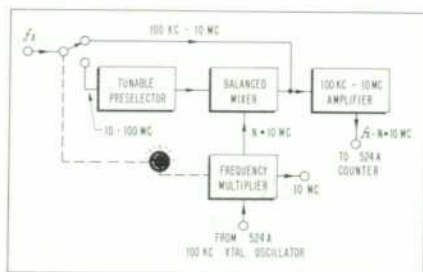 fx
100 KC - 10 MC
TUNABLE
PRESELECTOR
BALANCED
MIXER
100 KC - 10 MC
AMPLIFIER
10 - 100 MC
N • 10 MC
fx - N • 10 MC
TO 524A
COUNTER
FREQUENCY
MULTIPLIER
10 MC
FROM 524A
100 KC XTAL OSCILLATOR